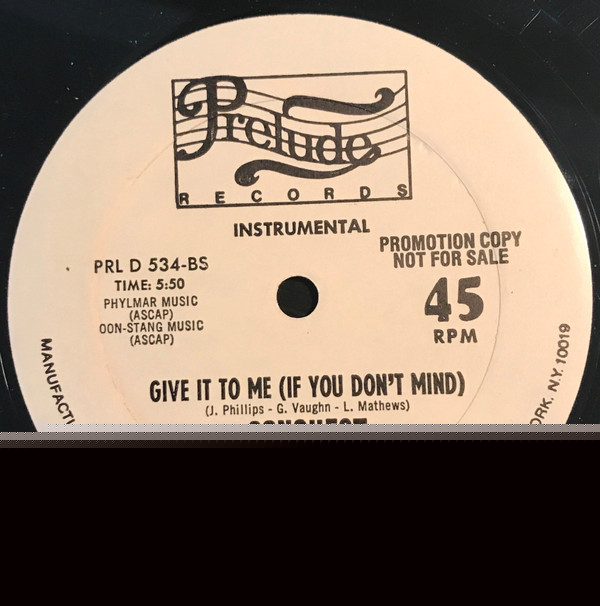 Prelude
RECORDS
INSTRUMENTAL
PROMOTION COPY
NOT FOR SALE
PRL D 534-BS
TIME: 5:50
PHYLMAR MUSIC
(ASCAP)
OON-STANG MUSIC
(ASCAP)
45
RPM
GIVE IT TO ME (IF YOU DON'T MIND)
(J. Phillips - G. Vaughn - L. Mathews)
N.Y. 10019